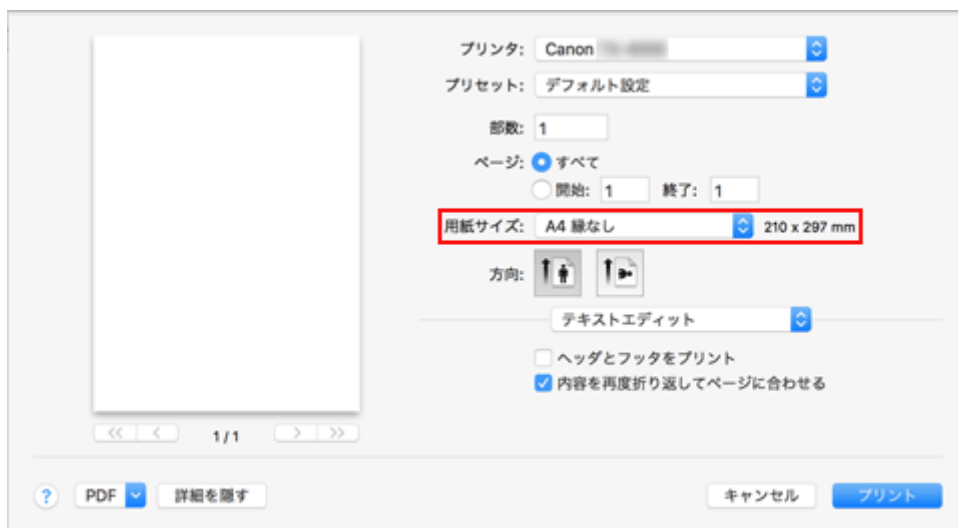 プリンタ: Canon
プリセット: デフォルト設定
部数: 1
ページ: すべて
開始: 1 終了: 1
用紙サイズ: A4 縁なし 210 x 297 mm
方向:
テキストエディット
ヘッダとフッタをプリント
内容を再度折り返してページに合わせる
<< < 1 / 1 > >>
? PDF 詳細を隠す キャンセル プリント